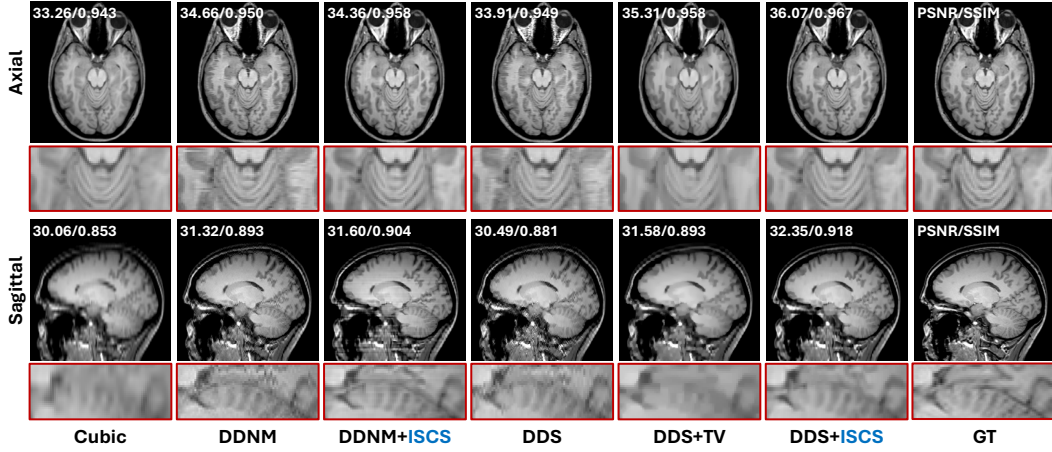 Axial
33.26/0.943 34.66/0.950 34.36/0.958 33.91/0.949 35.31/0.958 36.07/0.967 PSNR/SSIM
Sagittal
30.06/0.853 31.32/0.893 31.60/0.904 30.49/0.881 31.58/0.893 32.35/0.918 PSNR/SSIM
Cubic DDNM DDNM+ISCS DDS DDS+TV DDS+ISCS GT